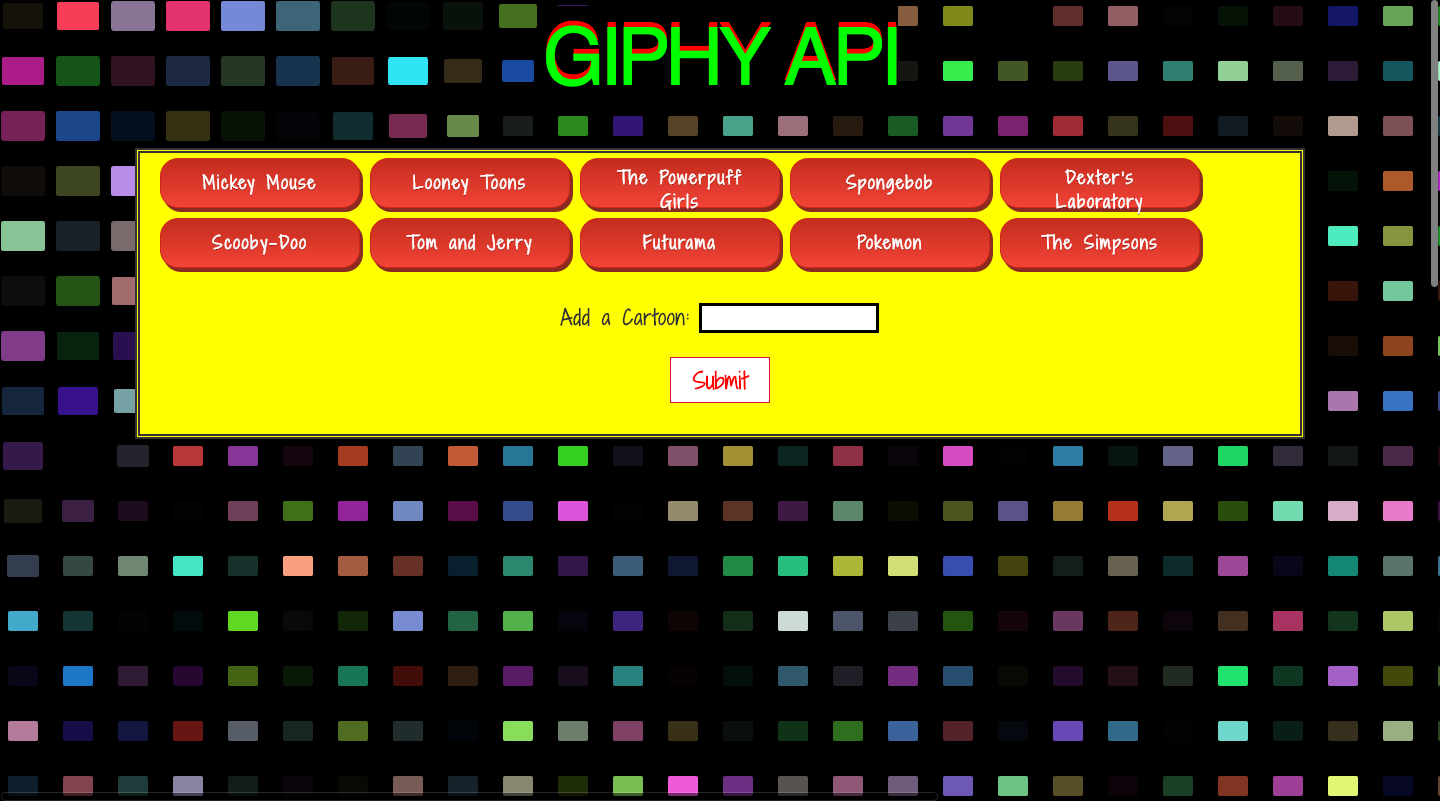 GIPHY API
Mickey Mouse
Looney Toons
The Powerpuff
Girls
Spongebob
Dexter's
Laboratory
Scooby-Doo
Tom and Jerry
Futurama
Pokemon
The Simpsons
Add a Cartoon:
Submit